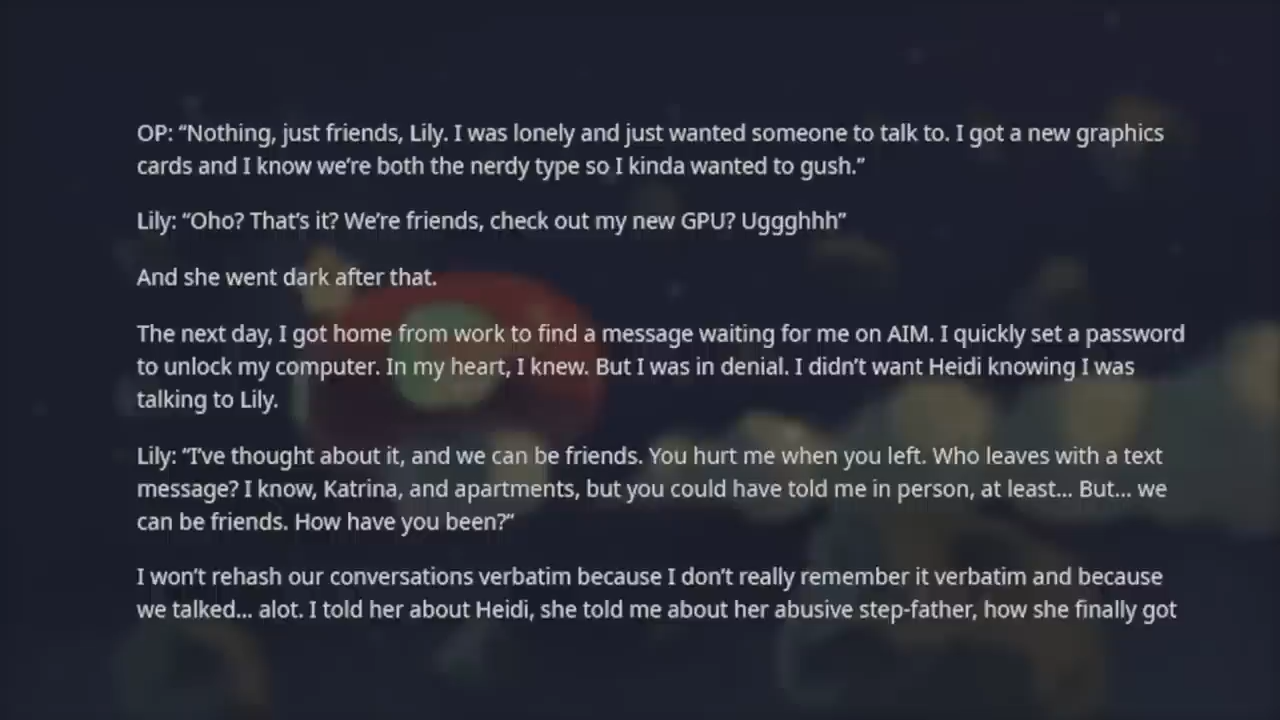 OP: “Nothing, just friends, Lily. I was lonely and just wanted someone to talk to. I got a new graphics
cards and I know we’re both the nerdy type so I kinda wanted to gush.”
Lily: “Oho? That’s it? We’re friends, check out my new GPU? Uggghhh”
And she went dark after that.
The next day, I got home from work to find a message waiting for me on AIM. I quickly set a password
to unlock my computer. In my heart, I knew. But I was in denial. I didn’t want Heidi knowing I was
talking to Lily.
Lily: “I’ve thought about it, and we can be friends. You hurt me when you left. Who leaves with a text
message? I know, Katrina, and apartments, but you could have told me in person, at least... But... we
can be friends. How have you been?”
I won’t rehash our conversations verbatim because I don’t really remember it verbatim and because
we talked... alot. I told her about Heidi, she told me about her abusive step-father, how she finally got